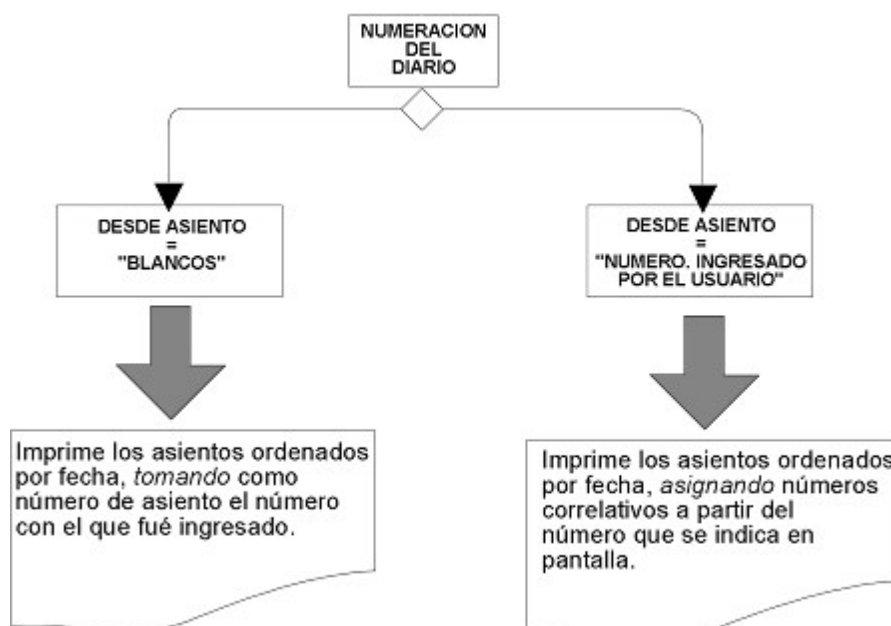 NUMERACION
DEL
DIARIO
DESDE ASIENTO
=
"BLANCOS"
DESDE ASIENTO
=
"NUMERO. INGRESADO
POR EL USUARIO"
Imprime los asientos ordenados
por fecha, tomando como
número de asiento el número
con el que fué ingresado.
Imprime los asientos ordenados
por fecha, asignando números
correlativos a partir del
número que se indica en
pantalla.